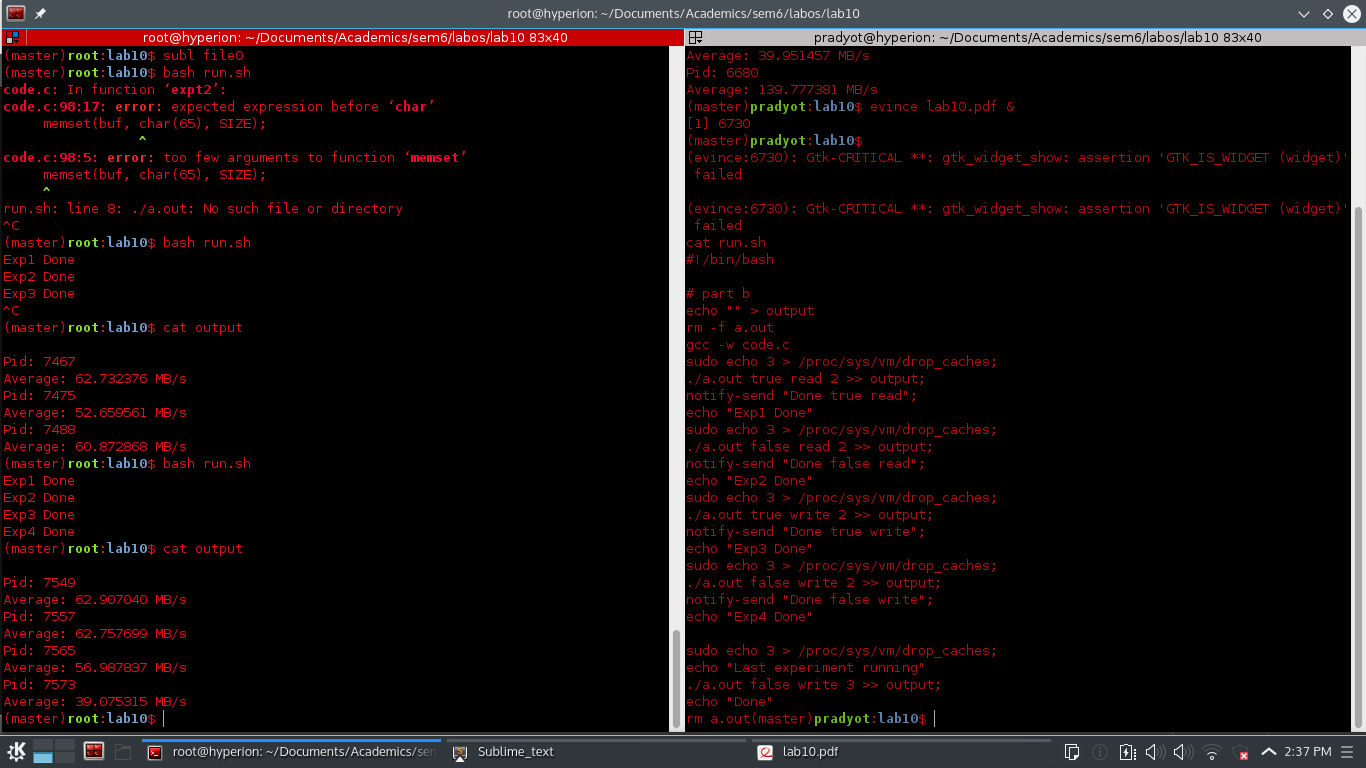 root@hyperion: ~/Documents/Academics/sem6/labos/lab10
root@hyperion: ~/Documents/Academics/sem6/labos/lab10 83x40
(master)root:lab10$ subl file0
(master)root:lab10$ bash run.sh
code.c: In function ‘expt2’:
code.c:98:17: error: expected expression before ‘char’
     memset(buf, char(65), SIZE);
                 ^
code.c:98:5: error: too few arguments to function ‘memset’
     memset(buf, char(65), SIZE);
     ^
run.sh: line 8: ./a.out: No such file or directory
^C
(master)root:lab10$ bash run.sh
Exp1 Done
Exp2 Done
Exp3 Done
^C
(master)root:lab10$ cat output

Pid: 7467
Average: 62.732376 MB/s
Pid: 7475
Average: 52.659561 MB/s
Pid: 7488
Average: 60.872868 MB/s
(master)root:lab10$ bash run.sh
Exp1 Done
Exp2 Done
Exp3 Done
Exp4 Done
(master)root:lab10$ cat output

Pid: 7549
Average: 62.907040 MB/s
Pid: 7557
Average: 62.757699 MB/s
Pid: 7565
Average: 56.987837 MB/s
Pid: 7573
Average: 39.075315 MB/s
(master)root:lab10$
pradyot@hyperion: ~/Documents/Academics/sem6/labos/lab10 83x40
Average: 39.951457 MB/s
Pid: 6680
Average: 139.777381 MB/s
(master)pradyot:lab10$ evince lab10.pdf &
[1] 6730
(master)pradyot:lab10$
(evince:6730): Gtk-CRITICAL **: gtk_widget_show: assertion 'GTK_IS_WIDGET (widget)'
 failed

(evince:6730): Gtk-CRITICAL **: gtk_widget_show: assertion 'GTK_IS_WIDGET (widget)'
 failed
cat run.sh
#!/bin/bash

# part b
echo "" > output
rm -f a.out
gcc -w code.c
sudo echo 3 > /proc/sys/vm/drop_caches;
./a.out true read 2 >> output;
notify-send "Done true read";
echo "Exp1 Done"
sudo echo 3 > /proc/sys/vm/drop_caches;
./a.out false read 2 >> output;
notify-send "Done false read";
echo "Exp2 Done"
sudo echo 3 > /proc/sys/vm/drop_caches;
./a.out true write 2 >> output;
notify-send "Done true write";
echo "Exp3 Done"
sudo echo 3 > /proc/sys/vm/drop_caches;
./a.out false write 2 >> output;
notify-send "Done false write";
echo "Exp4 Done"

sudo echo 3 > /proc/sys/vm/drop_caches;
echo "Last experiment running"
./a.out false write 3 >> output;
echo "Done"
rm a.out(master)pradyot:lab10$
root@hyperion: ~/Documents/Academics/sem
Sublime_text
lab10.pdf
2:37 PM